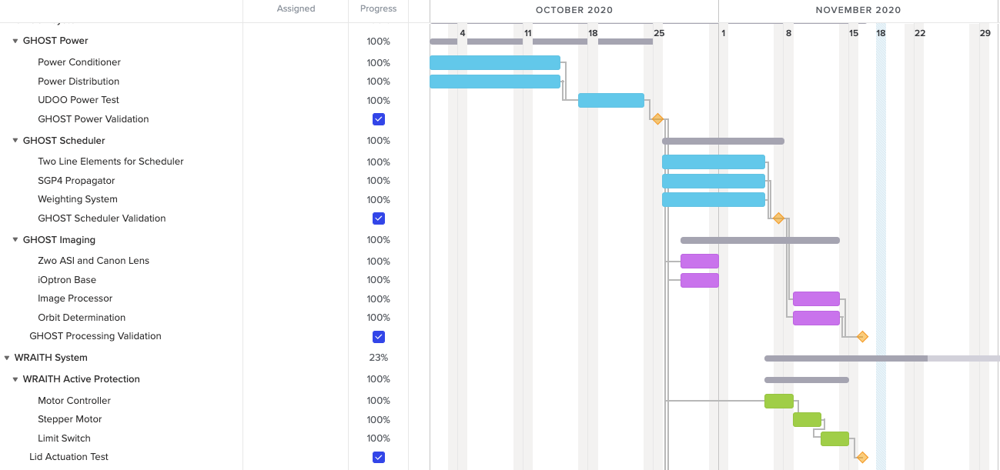 Assigned Progress OCTOBER 2020 NOVEMBER 2020
4 11 18 25 1 8 15 18 22 29
GHOST Power 100%
Power Conditioner 100%
Power Distribution 100%
UDOO Power Test 100%
GHOST Power Validation
GHOST Scheduler 100%
Two Line Elements for Scheduler 100%
SGP4 Propagator 100%
Weighting System 100%
GHOST Scheduler Validation
GHOST Imaging 100%
Zwo ASI and Canon Lens 100%
iOptron Base 100%
Image Processor 100%
Orbit Determination 100%
GHOST Processing Validation
WRAITH System 23%
WRAITH Active Protection 100%
Motor Controller 100%
Stepper Motor 100%
Limit Switch 100%
Lid Actuation Test